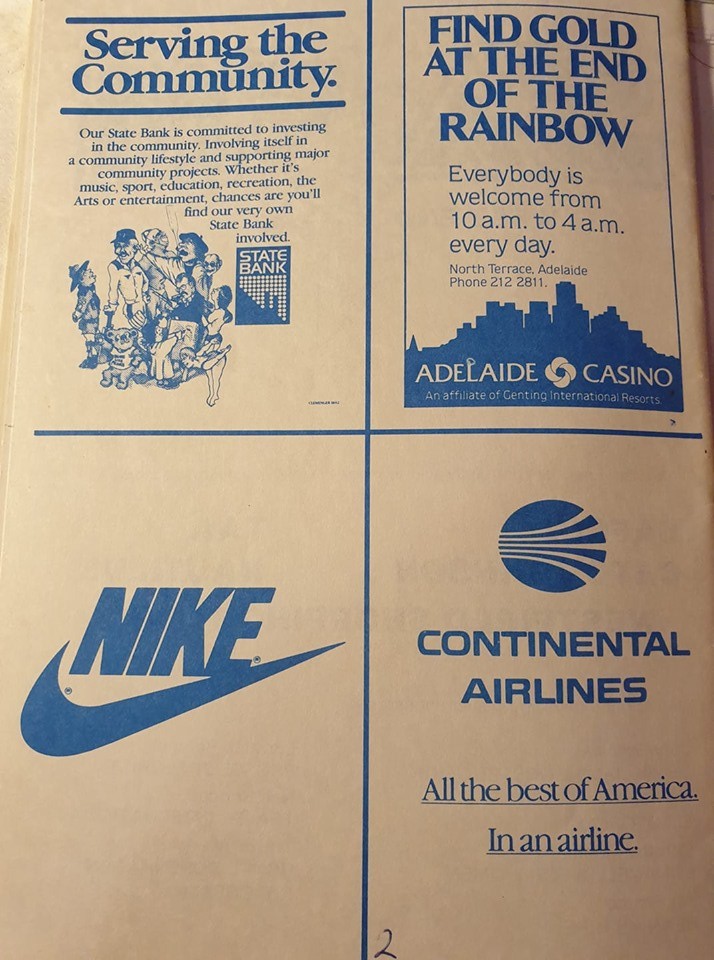 Serving the
Community.
Our State Bank is committed to investing
in the community. Involving itself in
a community lifestyle and supporting major
community projects. Whether it's
music, sport, education, recreation, the
Arts or entertainment, chances are you'll
find our very own
State Bank
involved.
STATE
BANK
FIND GOLD
AT THE END
OF THE
RAINBOW
Everybody is
welcome from
10 a.m. to 4 a.m.
every day.
North Terrace, Adelaide
Phone 212 2811.
ADELAIDE CASINO
An affiliate of Genting International Resorts.
NIKE
®
®
CONTINENTAL
AIRLINES
All the best of America.
In an airline.
2